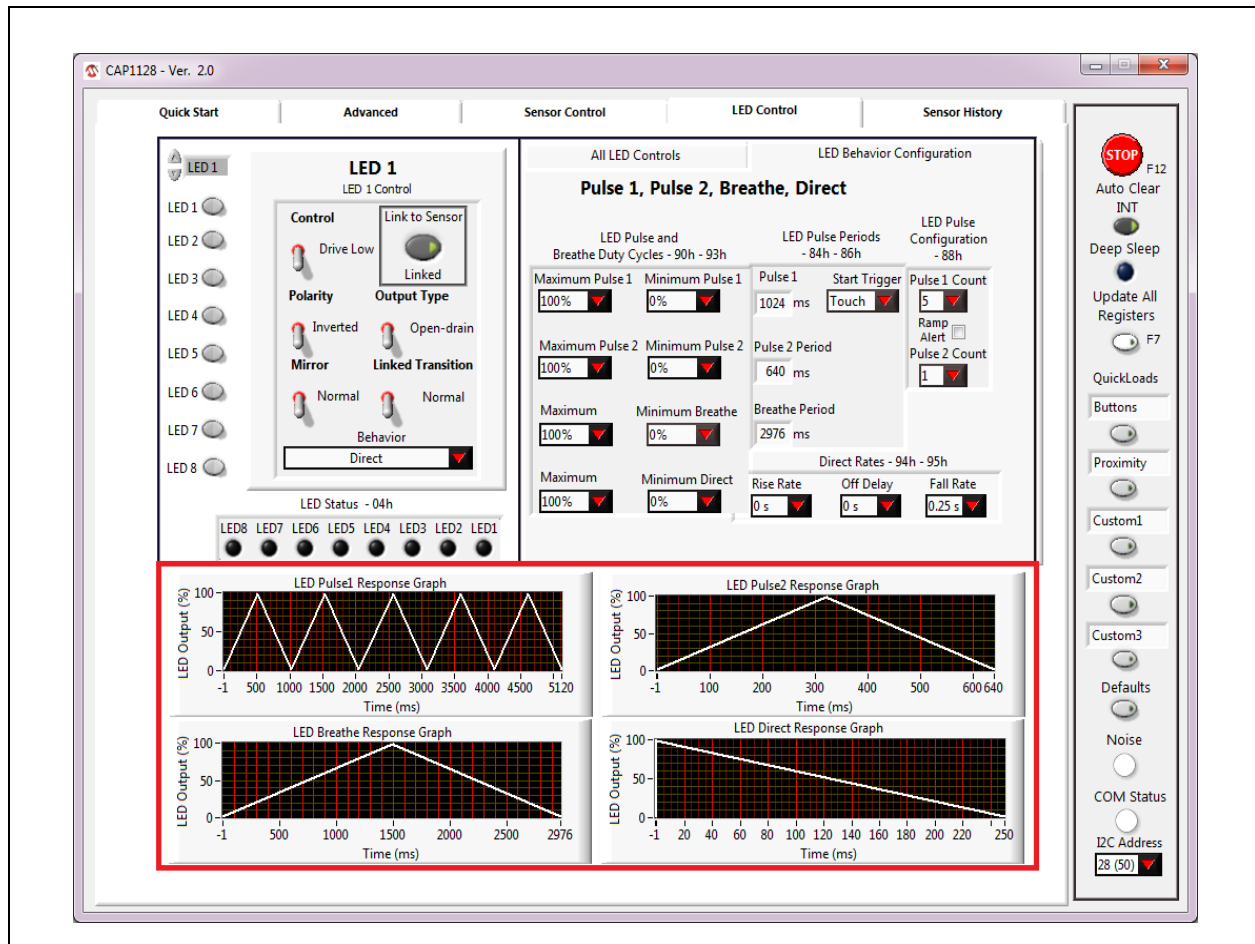 CAP1128 - Ver. 2.0
Quick Start
Advanced
Sensor Control
LED Control
Sensor History
LED 1
LED 1
LED 2
LED 3
LED 4
LED 5
LED 6
LED 7
LED 8
LED 1
LED 1 Control
Control
Drive Low
Link to Sensor
Linked
Polarity
Output Type
Inverted
Open-drain
Mirror
Linked Transition
Normal
Normal
Behavior
Direct
LED Status - 04h
LED8 LED7 LED6 LED5 LED4 LED3 LED2 LED1
All LED Controls
LED Behavior Configuration
Pulse 1, Pulse 2, Breathe, Direct
LED Pulse and
Breathe Duty Cycles - 90h - 93h
Maximum Pulse 1 Minimum Pulse 1
100% 0%
Maximum Pulse 2 Minimum Pulse 2
100% 0%
Maximum Minimum Breathe
100% 0%
Maximum Minimum Direct
100% 0%
LED Pulse Periods
- 84h - 86h
Pulse 1 Start Trigger
1024 ms Touch
Pulse 2 Period
640 ms
Breathe Period
2976 ms
LED Pulse
Configuration
- 88h
Pulse 1 Count
5
Ramp
Alert
Pulse 2 Count
1
Direct Rates - 94h - 95h
Rise Rate Off Delay Fall Rate
0 s 0 s 0.25 s
LED Pulse1 Response Graph
LED Output (%)
100
50
0
-1 500 1000 1500 2000 2500 3000 3500 4000 4500 5120
Time (ms)
LED Pulse2 Response Graph
LED Output (%)
100
50
0
-1 100 200 300 400 500 600 640
Time (ms)
LED Breathe Response Graph
LED Output (%)
100
50
0
-1 500 1000 1500 2000 2500 2976
Time (ms)
LED Direct Response Graph
LED Output (%)
100
50
0
-1 20 40 60 80 100 120 140 160 180 200 220 250
Time (ms)
STOP
F12
Auto Clear
INT
Deep Sleep
Update All
Registers
F7
QuickLoads
Buttons
Proximity
Custom1
Custom2
Custom3
Defaults
Noise
COM Status
I2C Address
28 (50)